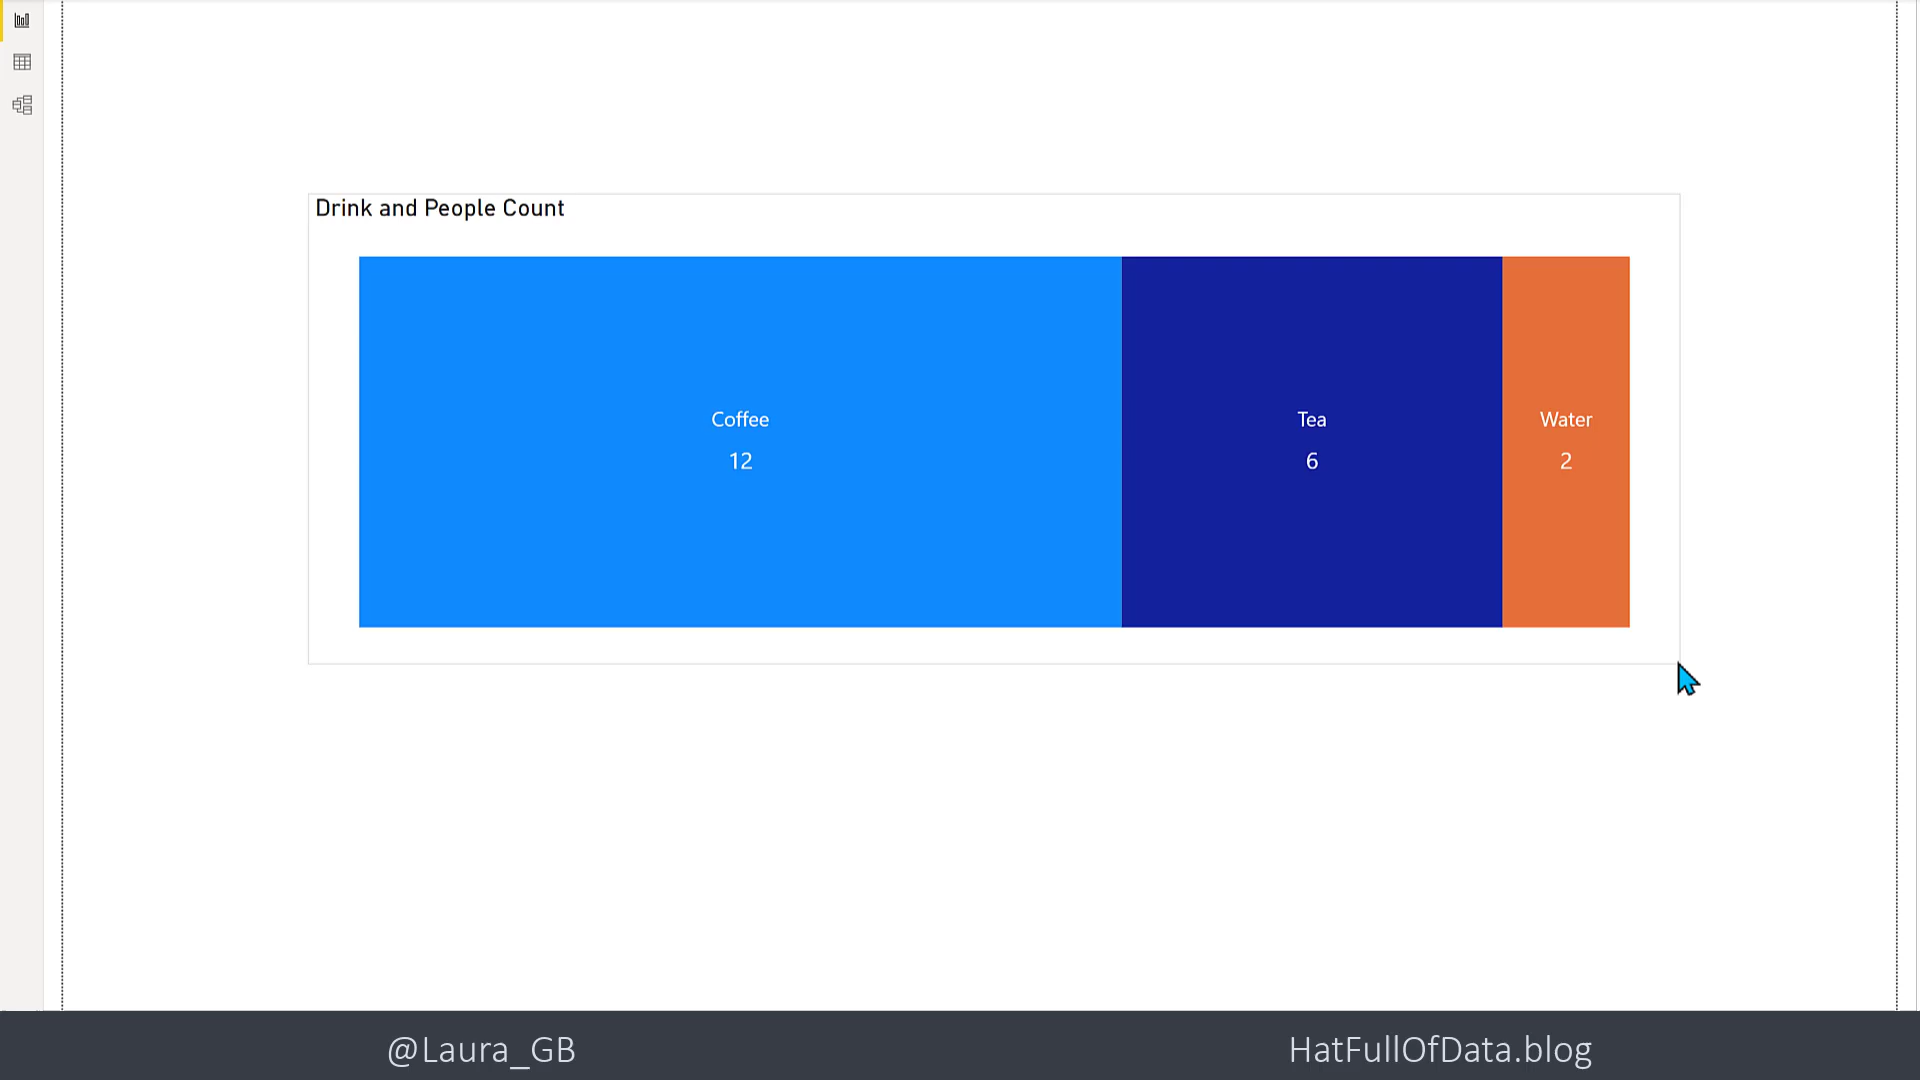 Drink and People Count
Coffee
12
Tea
6
Water
2
@Laura_GB
HatFullOfData.blog